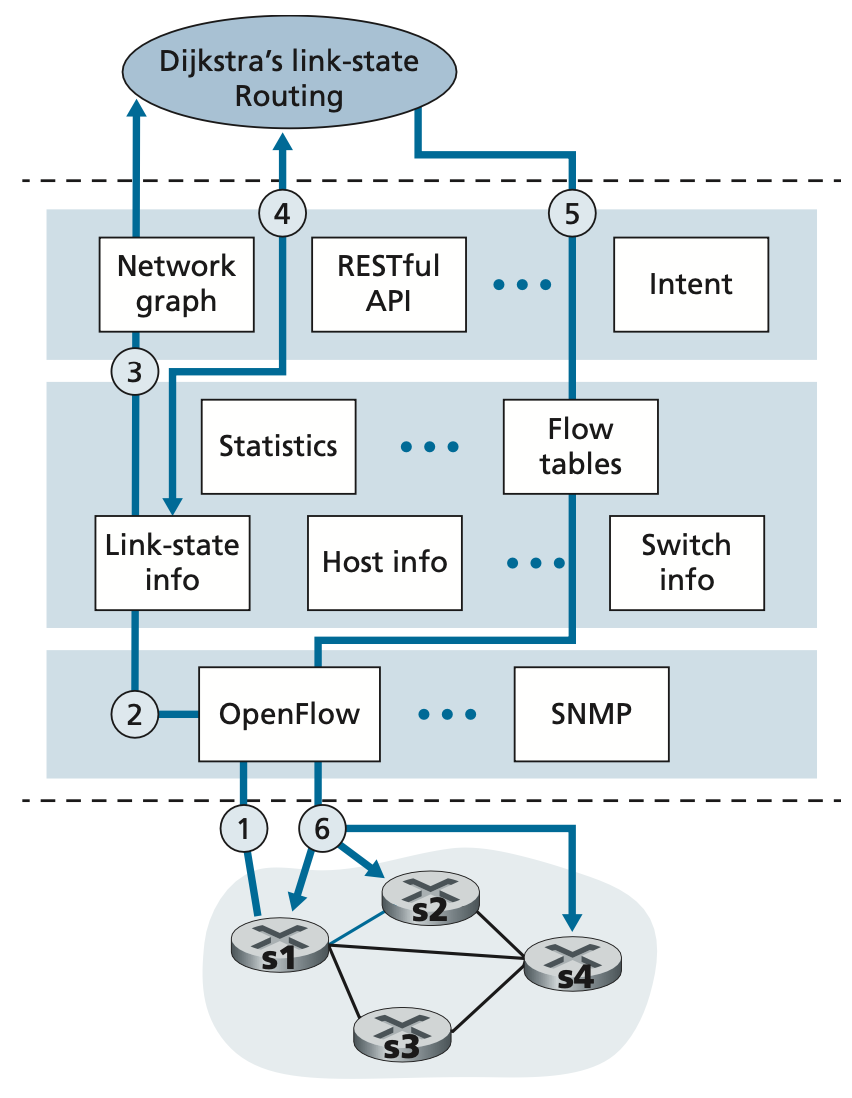 Dijkstra's link-state
Routing
4
5
Network
graph
RESTful
API
Intent
3
Statistics
Flow
tables
Link-state
info
Host info
Switch
info
2
OpenFlow
SNMP
1
6
s2
s1
s4
s3